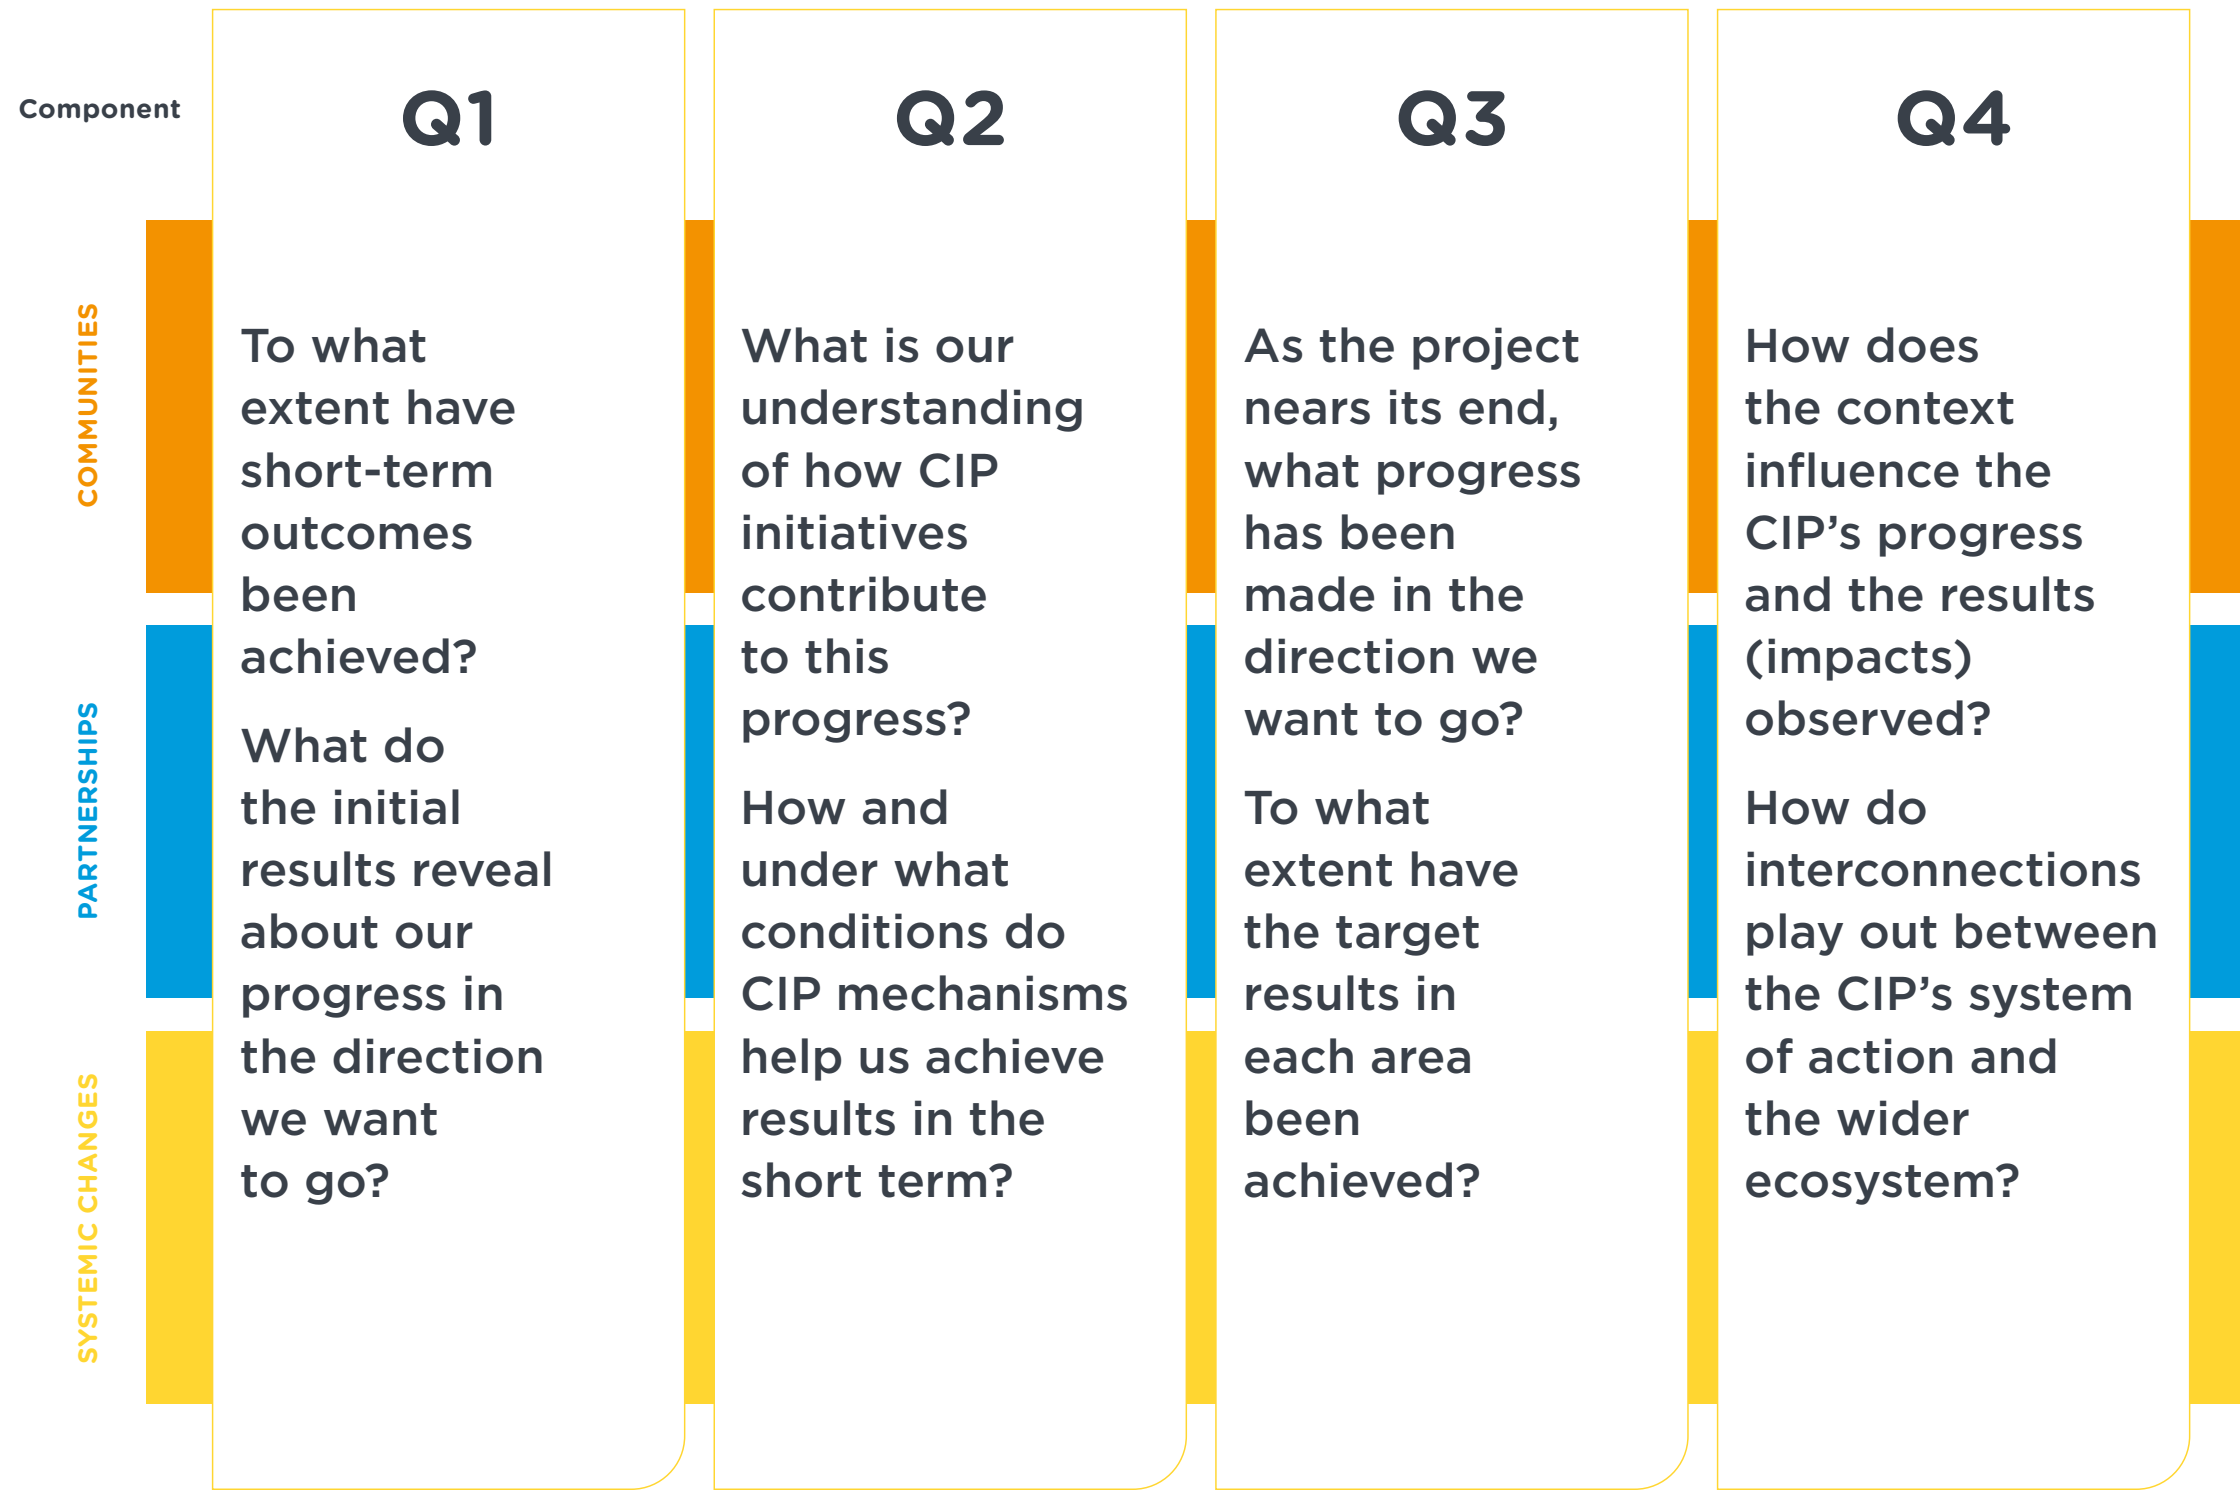 Component
Q1
Q2
Q3
Q4
COMMUNITIES
PARTNERSHIPS
SYSTEMIC CHANGES
To what
extent have
short-term
outcomes
been
achieved?
What do
the initial
results reveal
about our
progress in
the direction
we want
to go?
What is our
understanding
of how CIP
initiatives
contribute
to this
progress?
How and
under what
conditions do
CIP mechanisms
help us achieve
results in the
short term?
As the project
nears its end,
what progress
has been
made in the
direction we
want to go?
To what
extent have
the target
results in
each area
been
achieved?
How does
the context
influence the
CIP’s progress
and the results
(impacts)
observed?
How do
interconnections
play out between
the CIP’s system
of action and
the wider
ecosystem?